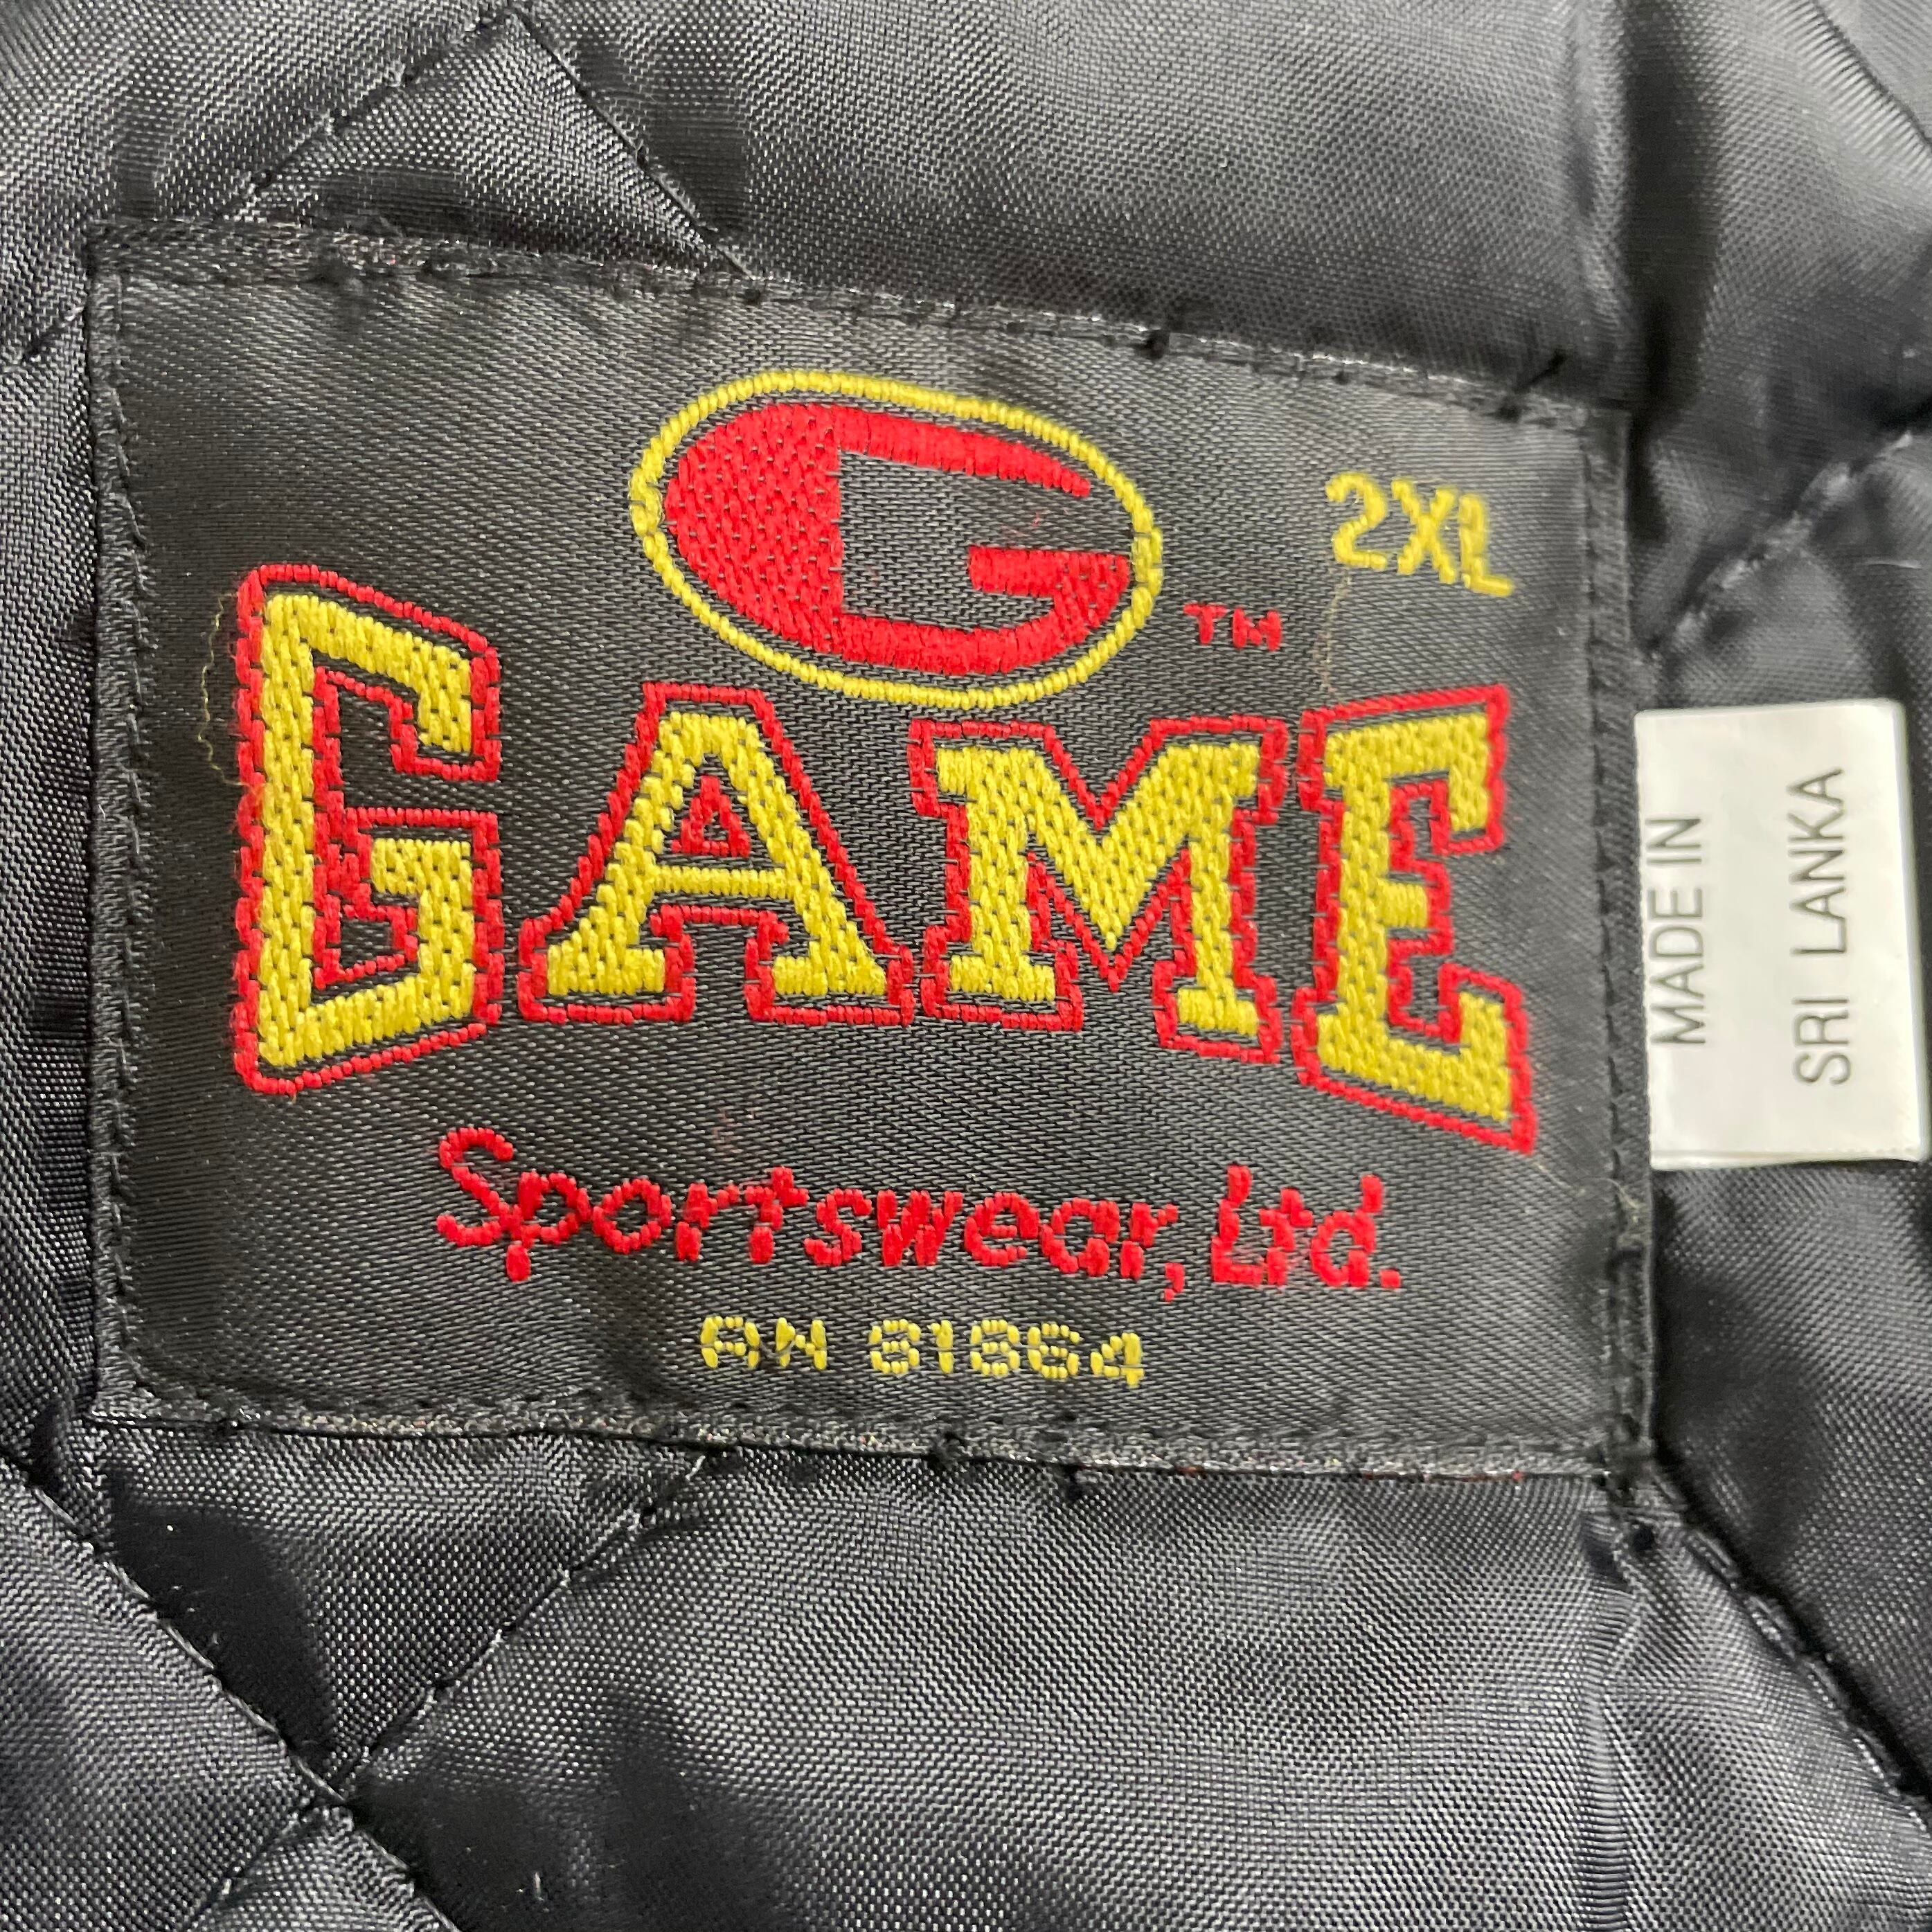 G
2XL
TM
GAME
Sportswear, Ltd.
RN 81864
MADE IN
SRI LANKA